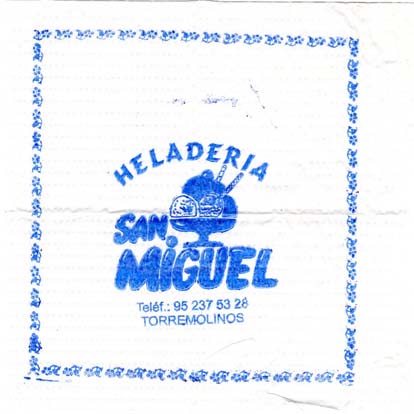 HELADERIA
SAN
MIGUEL
Teléf.: 95 237 53 28
TORREMOLINOS